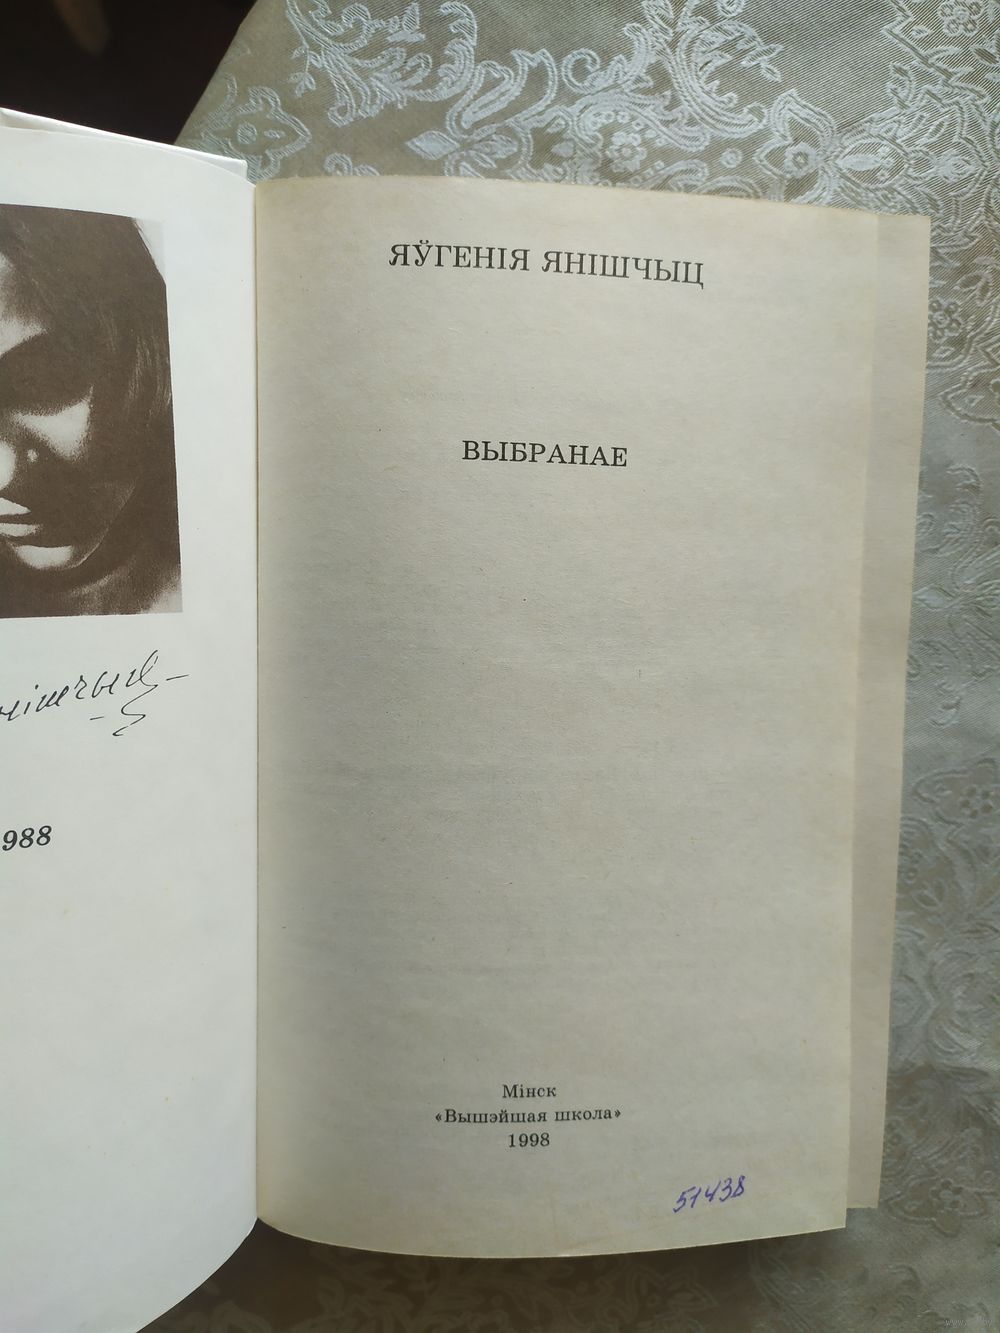 ЯЎГЕНІЯ ЯНІШЧЫЦ
ВЫБРАНАЕ
988
Мінск
«Вышэйшая школа»
1998
51438